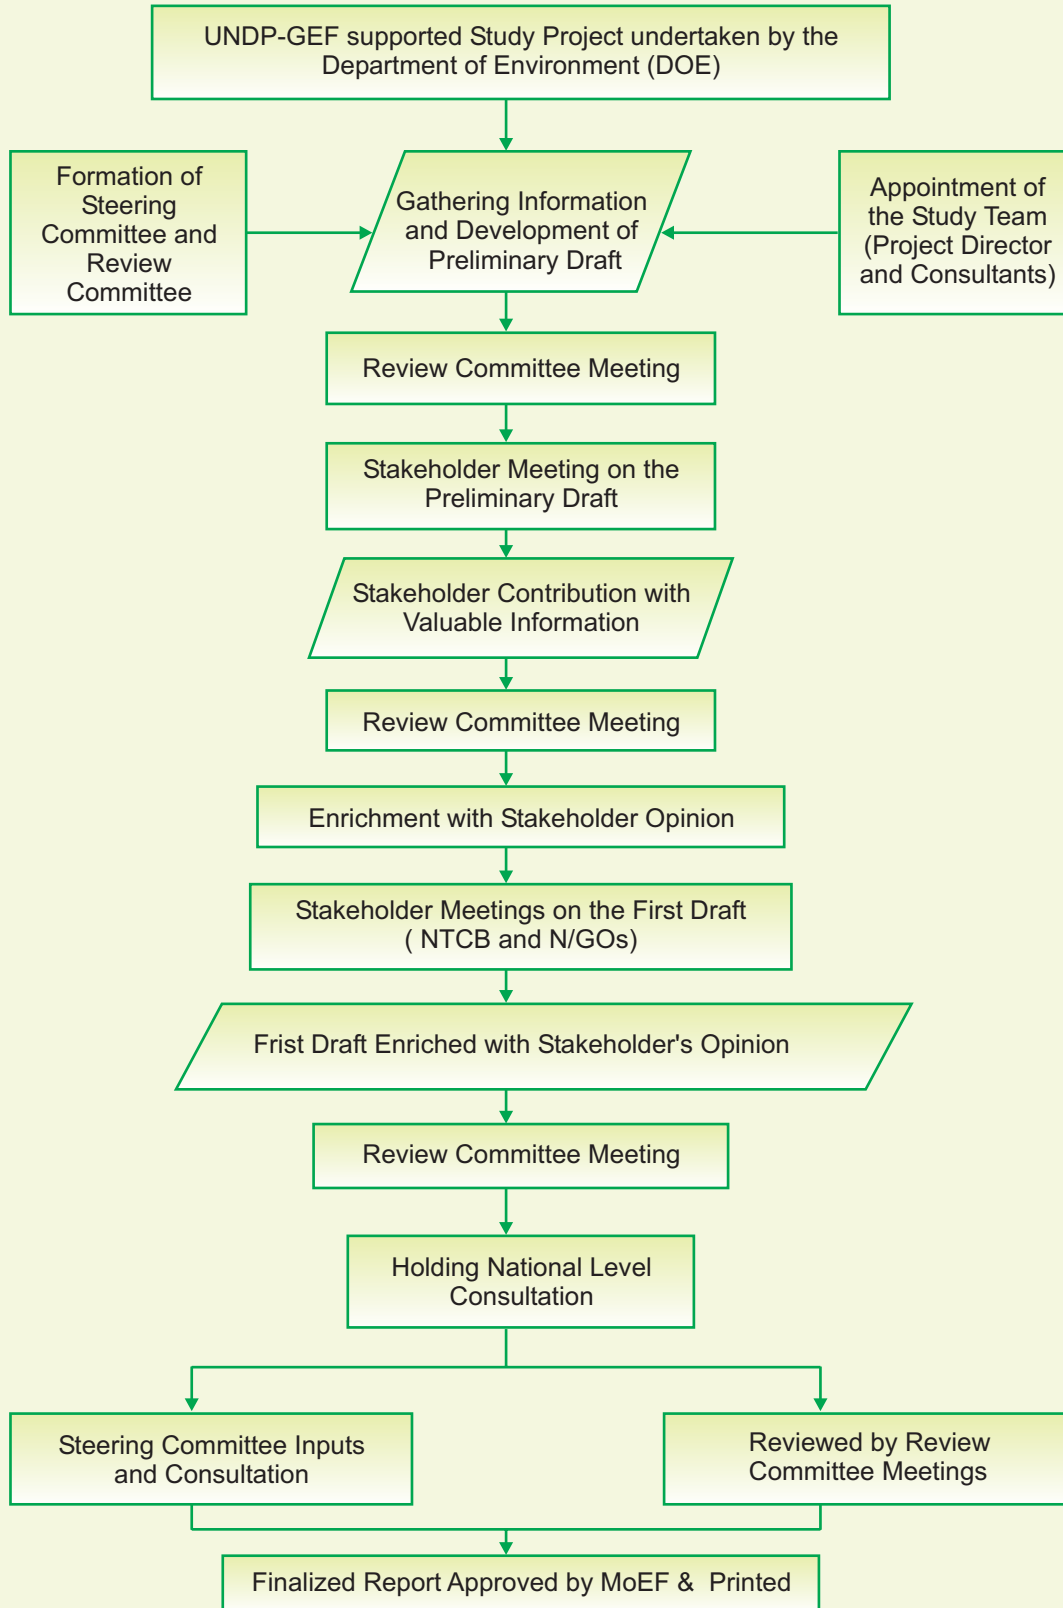 UNDP-GEF supported Study Project undertaken by the
Department of Environment (DOE)
Formation of
Steering
Committee and
Review
Committee
Gathering Information
and Development of
Preliminary Draft
Appointment of
the Study Team
(Project Director
and Consultants)
Review Committee Meeting
Stakeholder Meeting on the
Preliminary Draft
Stakeholder Contribution with
Valuable Information
Review Committee Meeting
Enrichment with Stakeholder Opinion
Stakeholder Meetings on the First Draft
( NTCB and N/GOs)
Frist Draft Enriched with Stakeholder's Opinion
Review Committee Meeting
Holding National Level
Consultation
Steering Committee Inputs
and Consultation
Reviewed by Review
Committee Meetings
Finalized Report Approved by MoEF & Printed